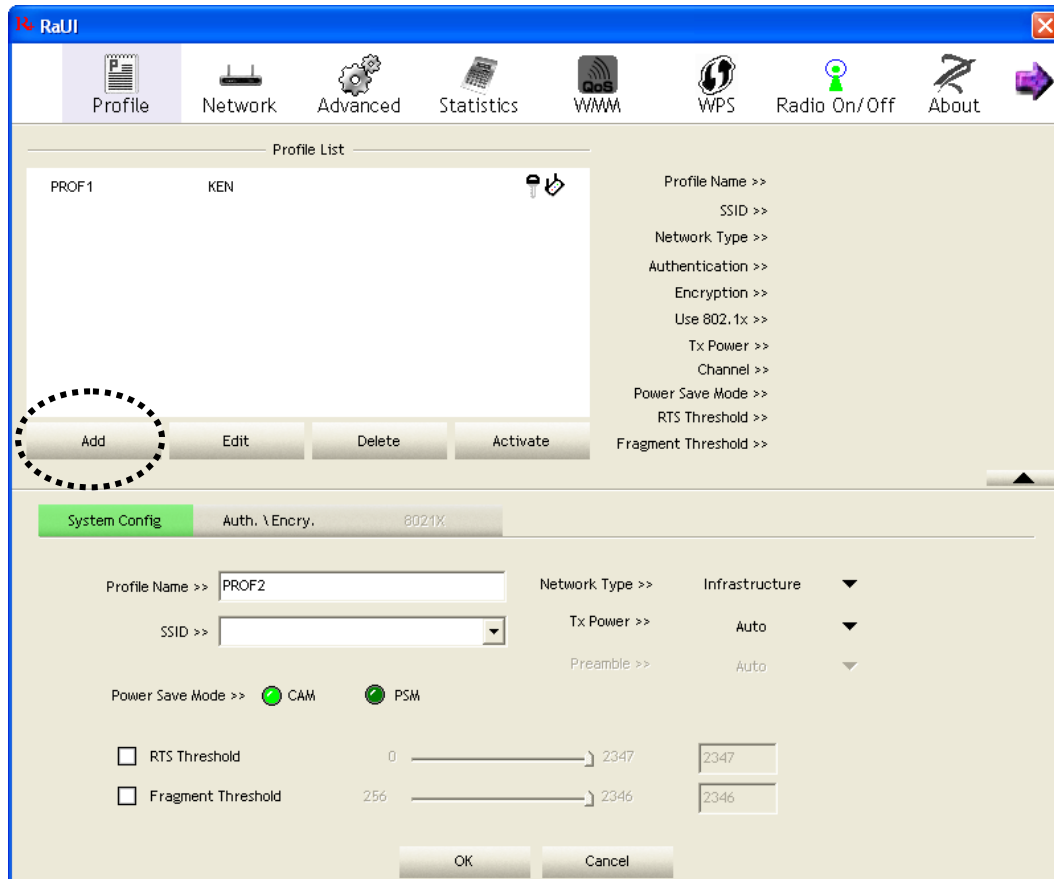 RaUI
Profile Network Advanced Statistics QoS WMM WPS Radio On/Off About
Profile List
PROF1 KEN
Profile Name >>
SSID >>
Network Type >>
Authentication >>
Encryption >>
Use 802.1x >>
Tx Power >>
Channel >>
Power Save Mode >>
RTS Threshold >>
Fragment Threshold >>
Add Edit Delete Activate
System Config Auth. \ Encry. 8021X
Profile Name >> PROF2 Network Type >> Infrastructure
SSID >> Tx Power >> Auto
Preamble >> Auto
Power Save Mode >> CAM PSM
RTS Threshold 0 2347 2347
Fragment Threshold 256 2346 2346
OK Cancel